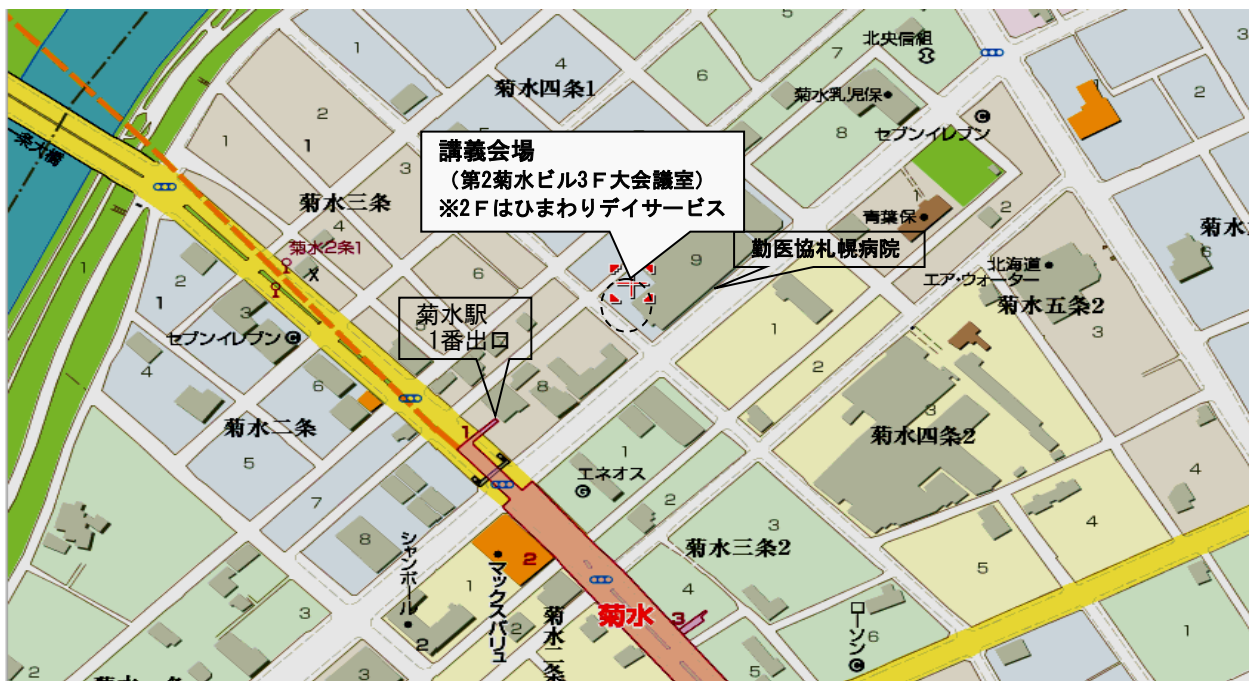 講義会場
（第2菊水ビル3Ｆ大会議室）
※2Ｆはひまわりデイサービス
勤医協札幌病院
菊水駅
1番出口
北央信組
菊水四条1
菊水乳児保
セブンイレブン
青葉保
北海道
エア・ウォーター
菊水五条2
菊水三条
1
菊水2条1
セブンイレブン
菊水二条
1
菊水四条2
エネオス
菊水三条2
シャンボール
マックスバリュ
菊水二条
2
菊水
ローソン
条大橋
1
2
3
4
5
6
7
8
9